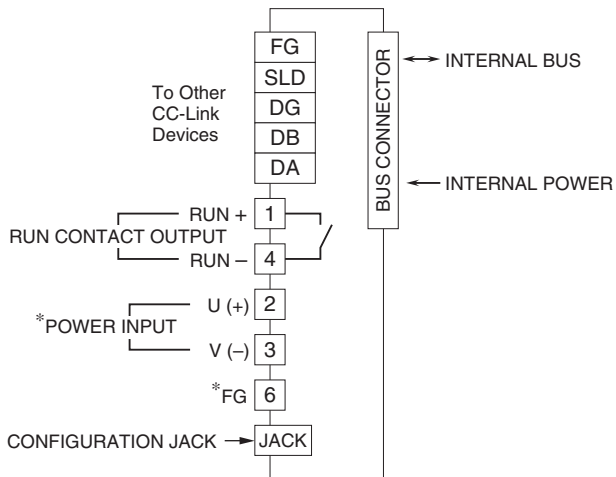 FG
SLD
DG
DB
DA
To Other
CC-Link
Devices
BUS CONNECTOR
INTERNAL BUS
INTERNAL POWER
RUN + 1
RUN CONTACT OUTPUT
RUN – 4
U (+) 2
*POWER INPUT
V (–) 3
*FG 6
CONFIGURATION JACK JACK